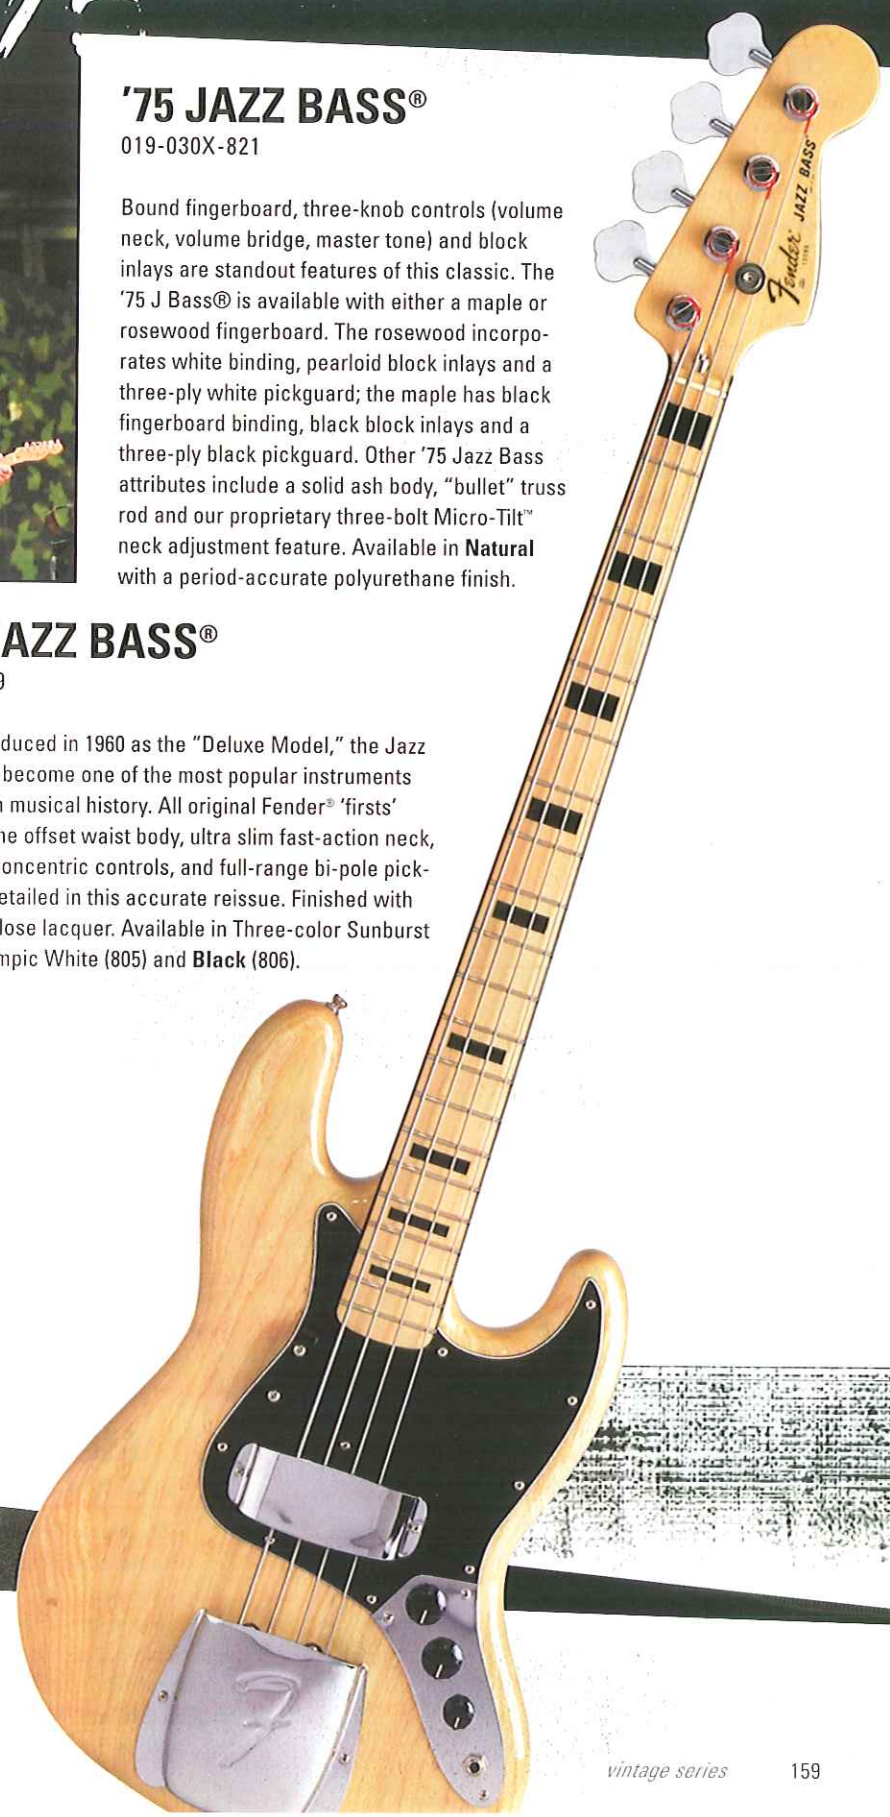 '75 JAZZ BASS®
019-030X-821
Bound fingerboard, three-knob controls (volume
neck, volume bridge, master tone) and block
inlays are standout features of this classic. The
'75 J Bass® is available with either a maple or
rosewood fingerboard. The rosewood incorpo-
rates white binding, pearloid block inlays and a
three-ply white pickguard; the maple has black
fingerboard binding, black block inlays and a
three-ply black pickguard. Other '75 Jazz Bass
attributes include a solid ash body, “bullet” truss
rod and our proprietary three-bolt Micro-Tilt™
neck adjustment feature. Available in Natural
with a period-accurate polyurethane finish.
Fender JAZZ BASS
AZZ BASS®
9
duced in 1960 as the “Deluxe Model,” the Jazz
become one of the most popular instruments
musical history. All original Fender® 'firsts'
offset waist body, ultra slim fast-action neck,
oncentric controls, and full-range bi-pole pick-
etailed in this accurate reissue. Finished with
lose lacquer. Available in Three-color Sunburst
mpic White (805) and Black (806).
F
vintage series 159